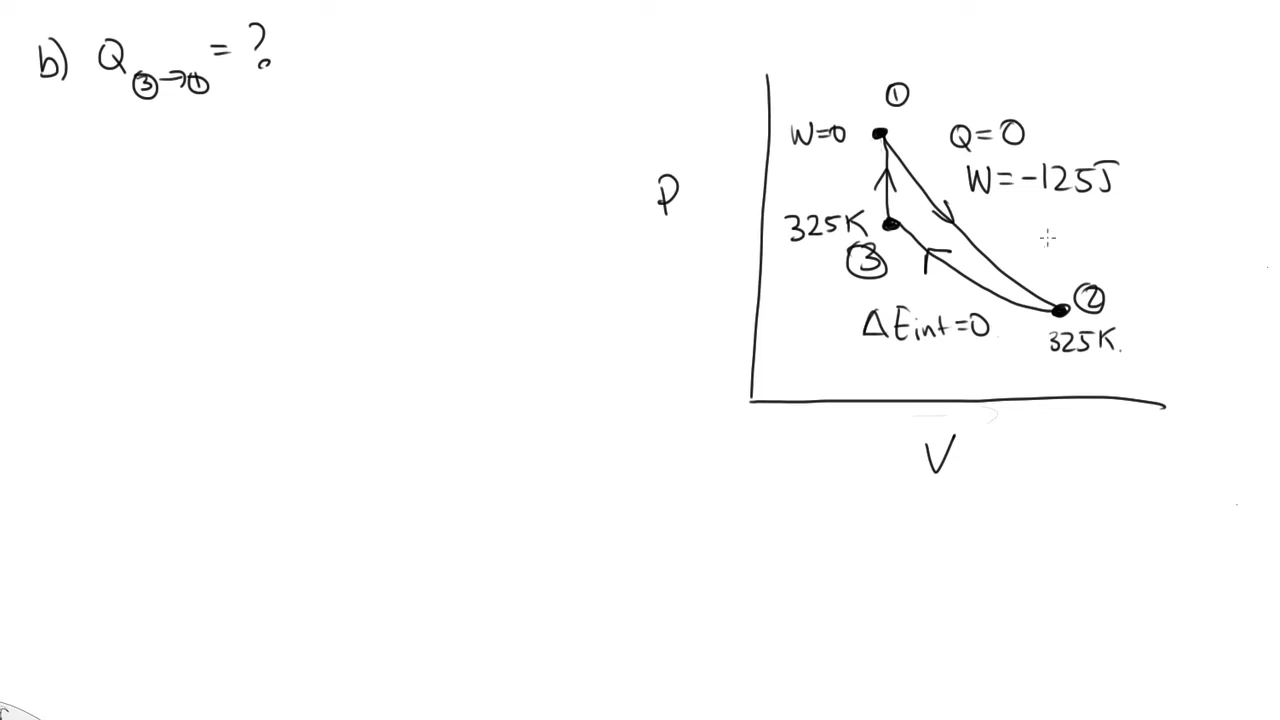 b) Q③→① = ?
①
W=0
Q=0
W=-125J
P
325K
③
②
ΔEint=0
325K.
V